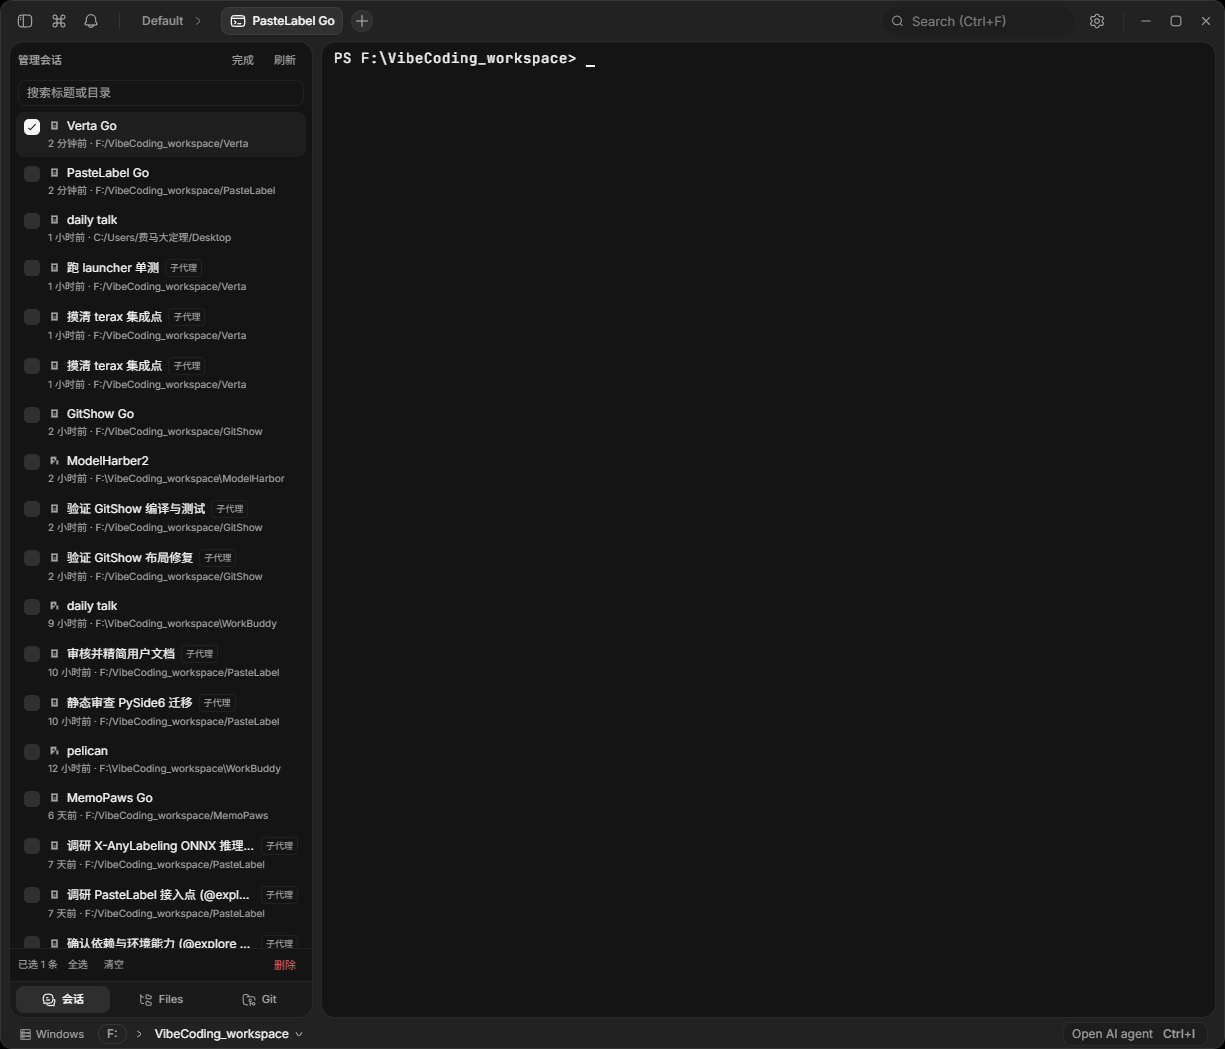 Default
PasteLabel Go
Search (Ctrl+F)
管理会话
完成
刷新
搜索标题或目录
Verta Go
2 分钟前 · F:/VibeCoding_workspace/Verta
PasteLabel Go
2 分钟前 · F:/VibeCoding_workspace/PasteLabel
daily talk
1 小时前 · C:/Users/费马大定理/Desktop
跑 launcher 单测 子代理
1 小时前 · F:/VibeCoding_workspace/Verta
摸清 terax 集成点 子代理
1 小时前 · F:/VibeCoding_workspace/Verta
摸清 terax 集成点 子代理
1 小时前 · F:/VibeCoding_workspace/Verta
GitShow Go
2 小时前 · F:/VibeCoding_workspace/GitShow
ModelHarber2
2 小时前 · F:\VibeCoding_workspace\ModelHarbor
验证 GitShow 编译与测试 子代理
2 小时前 · F:/VibeCoding_workspace/GitShow
验证 GitShow 布局修复 子代理
2 小时前 · F:/VibeCoding_workspace/GitShow
daily talk
9 小时前 · F:\VibeCoding_workspace\WorkBuddy
审核并精简用户文档 子代理
10 小时前 · F:/VibeCoding_workspace/PasteLabel
静态审查 PySide6 迁移 子代理
10 小时前 · F:/VibeCoding_workspace/PasteLabel
pelican
12 小时前 · F:\VibeCoding_workspace\WorkBuddy
MemoPaws Go
6 天前 · F:/VibeCoding_workspace/MemoPaws
调研 X-AnyLabeling ONNX 推理... 子代理
7 天前 · F:/VibeCoding_workspace/PasteLabel
调研 PasteLabel 接入点 (@expl... 子代理
7 天前 · F:/VibeCoding_workspace/PasteLabel
确认依赖与环境能力 (@explore ... 子代理
已选 1 条 全选 清空 删除
会话
Files
Git
PS F:\VibeCoding_workspace> _
Windows
F:
VibeCoding_workspace
Open AI agent Ctrl+I